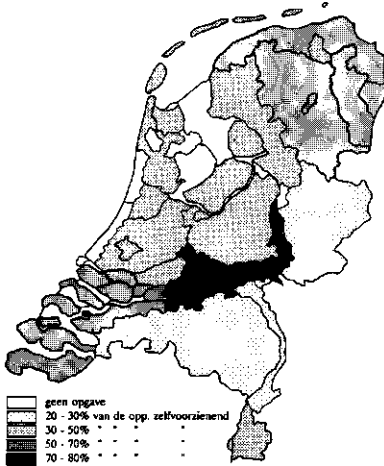 geen opgave
20 - 30% van de opp. zelfvoorzienend
30 - 50% " " " "
50 - 70% " " " "
70 - 80% " " " "